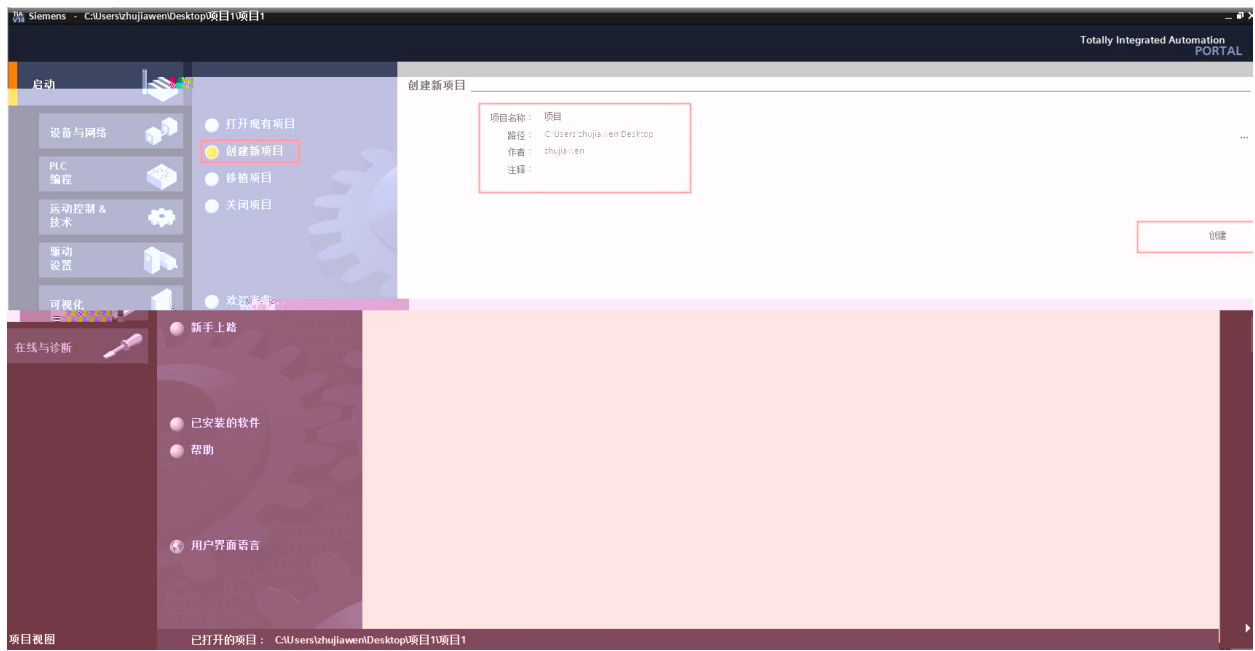 Siemens - C:\Users\zhujiawen\Desktop\项目1\项目1
Totally Integrated Automation
PORTAL
启动
设备与网络
PLC
编程
运动控制 &
技术
驱动
设置
可视化
在线与诊断
打开现有项目
创建新项目
移植项目
关闭项目
新手上路
已安装的软件
帮助
用户界面语言
创建新项目
项目名称： 项目
路径： C:\Users\zhujiawen\Desktop
作者： zhujiawen
注释：
...
创建
项目视图
已打开的项目： C:\Users\zhujiawen\Desktop\项目1\项目1